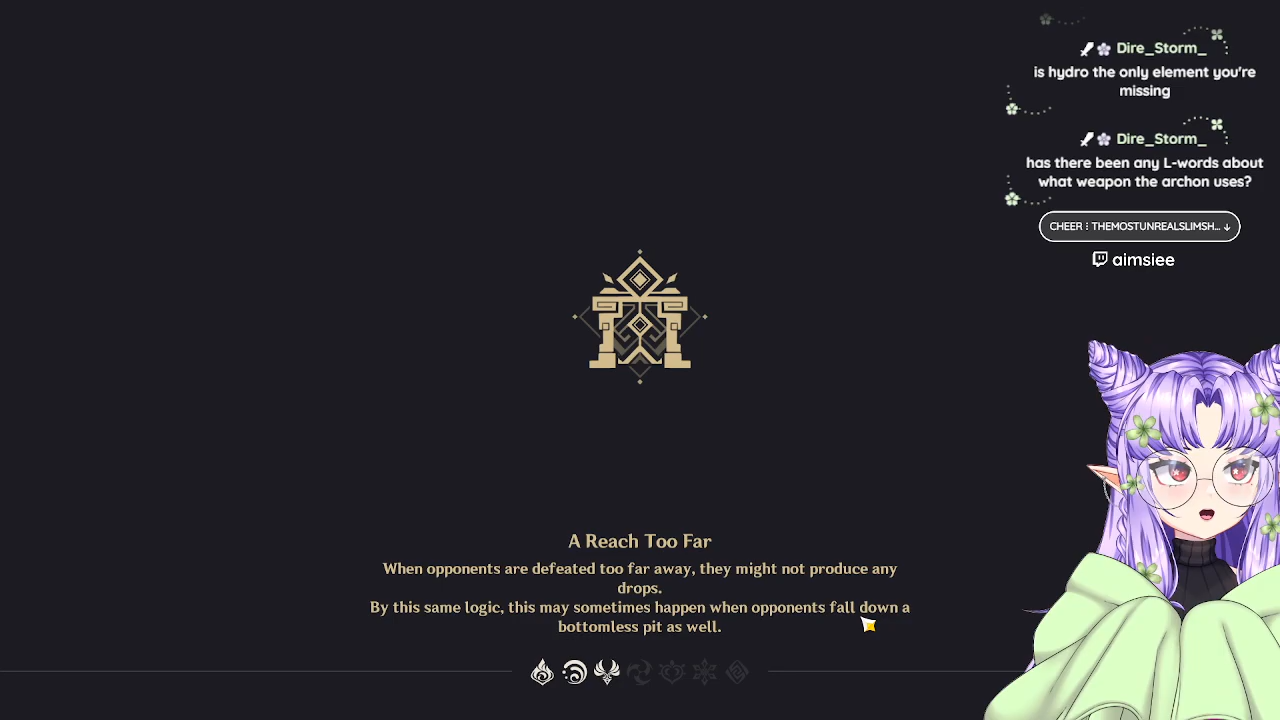 Dire_Storm_
is hydro the only element you're
missing
Dire_Storm_
has there been any L-words about
what weapon the archon uses?
CHEER : THEMOSTUNREALSLIMSH... ↓
aimsiee
A Reach Too Far
When opponents are defeated too far away, they might not produce any
drops.
By this same logic, this may sometimes happen when opponents fall down a
bottomless pit as well.